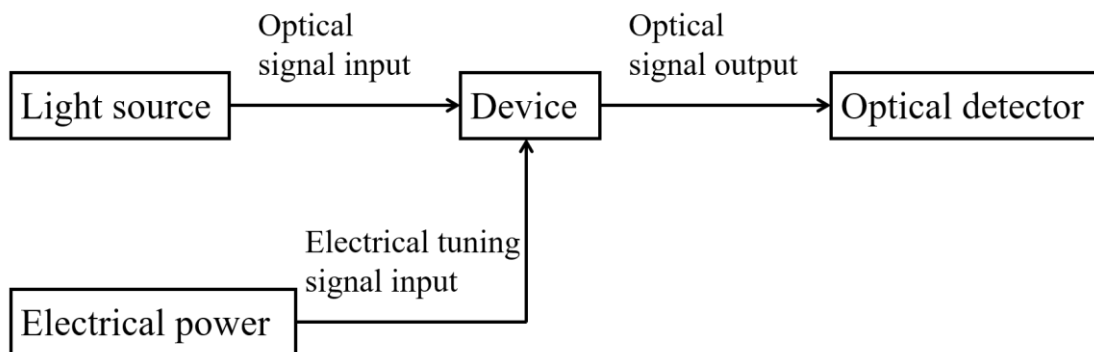 Optical
signal input
Optical
signal output
Light source
Device
Optical detector
Electrical tuning
signal input
Electrical power